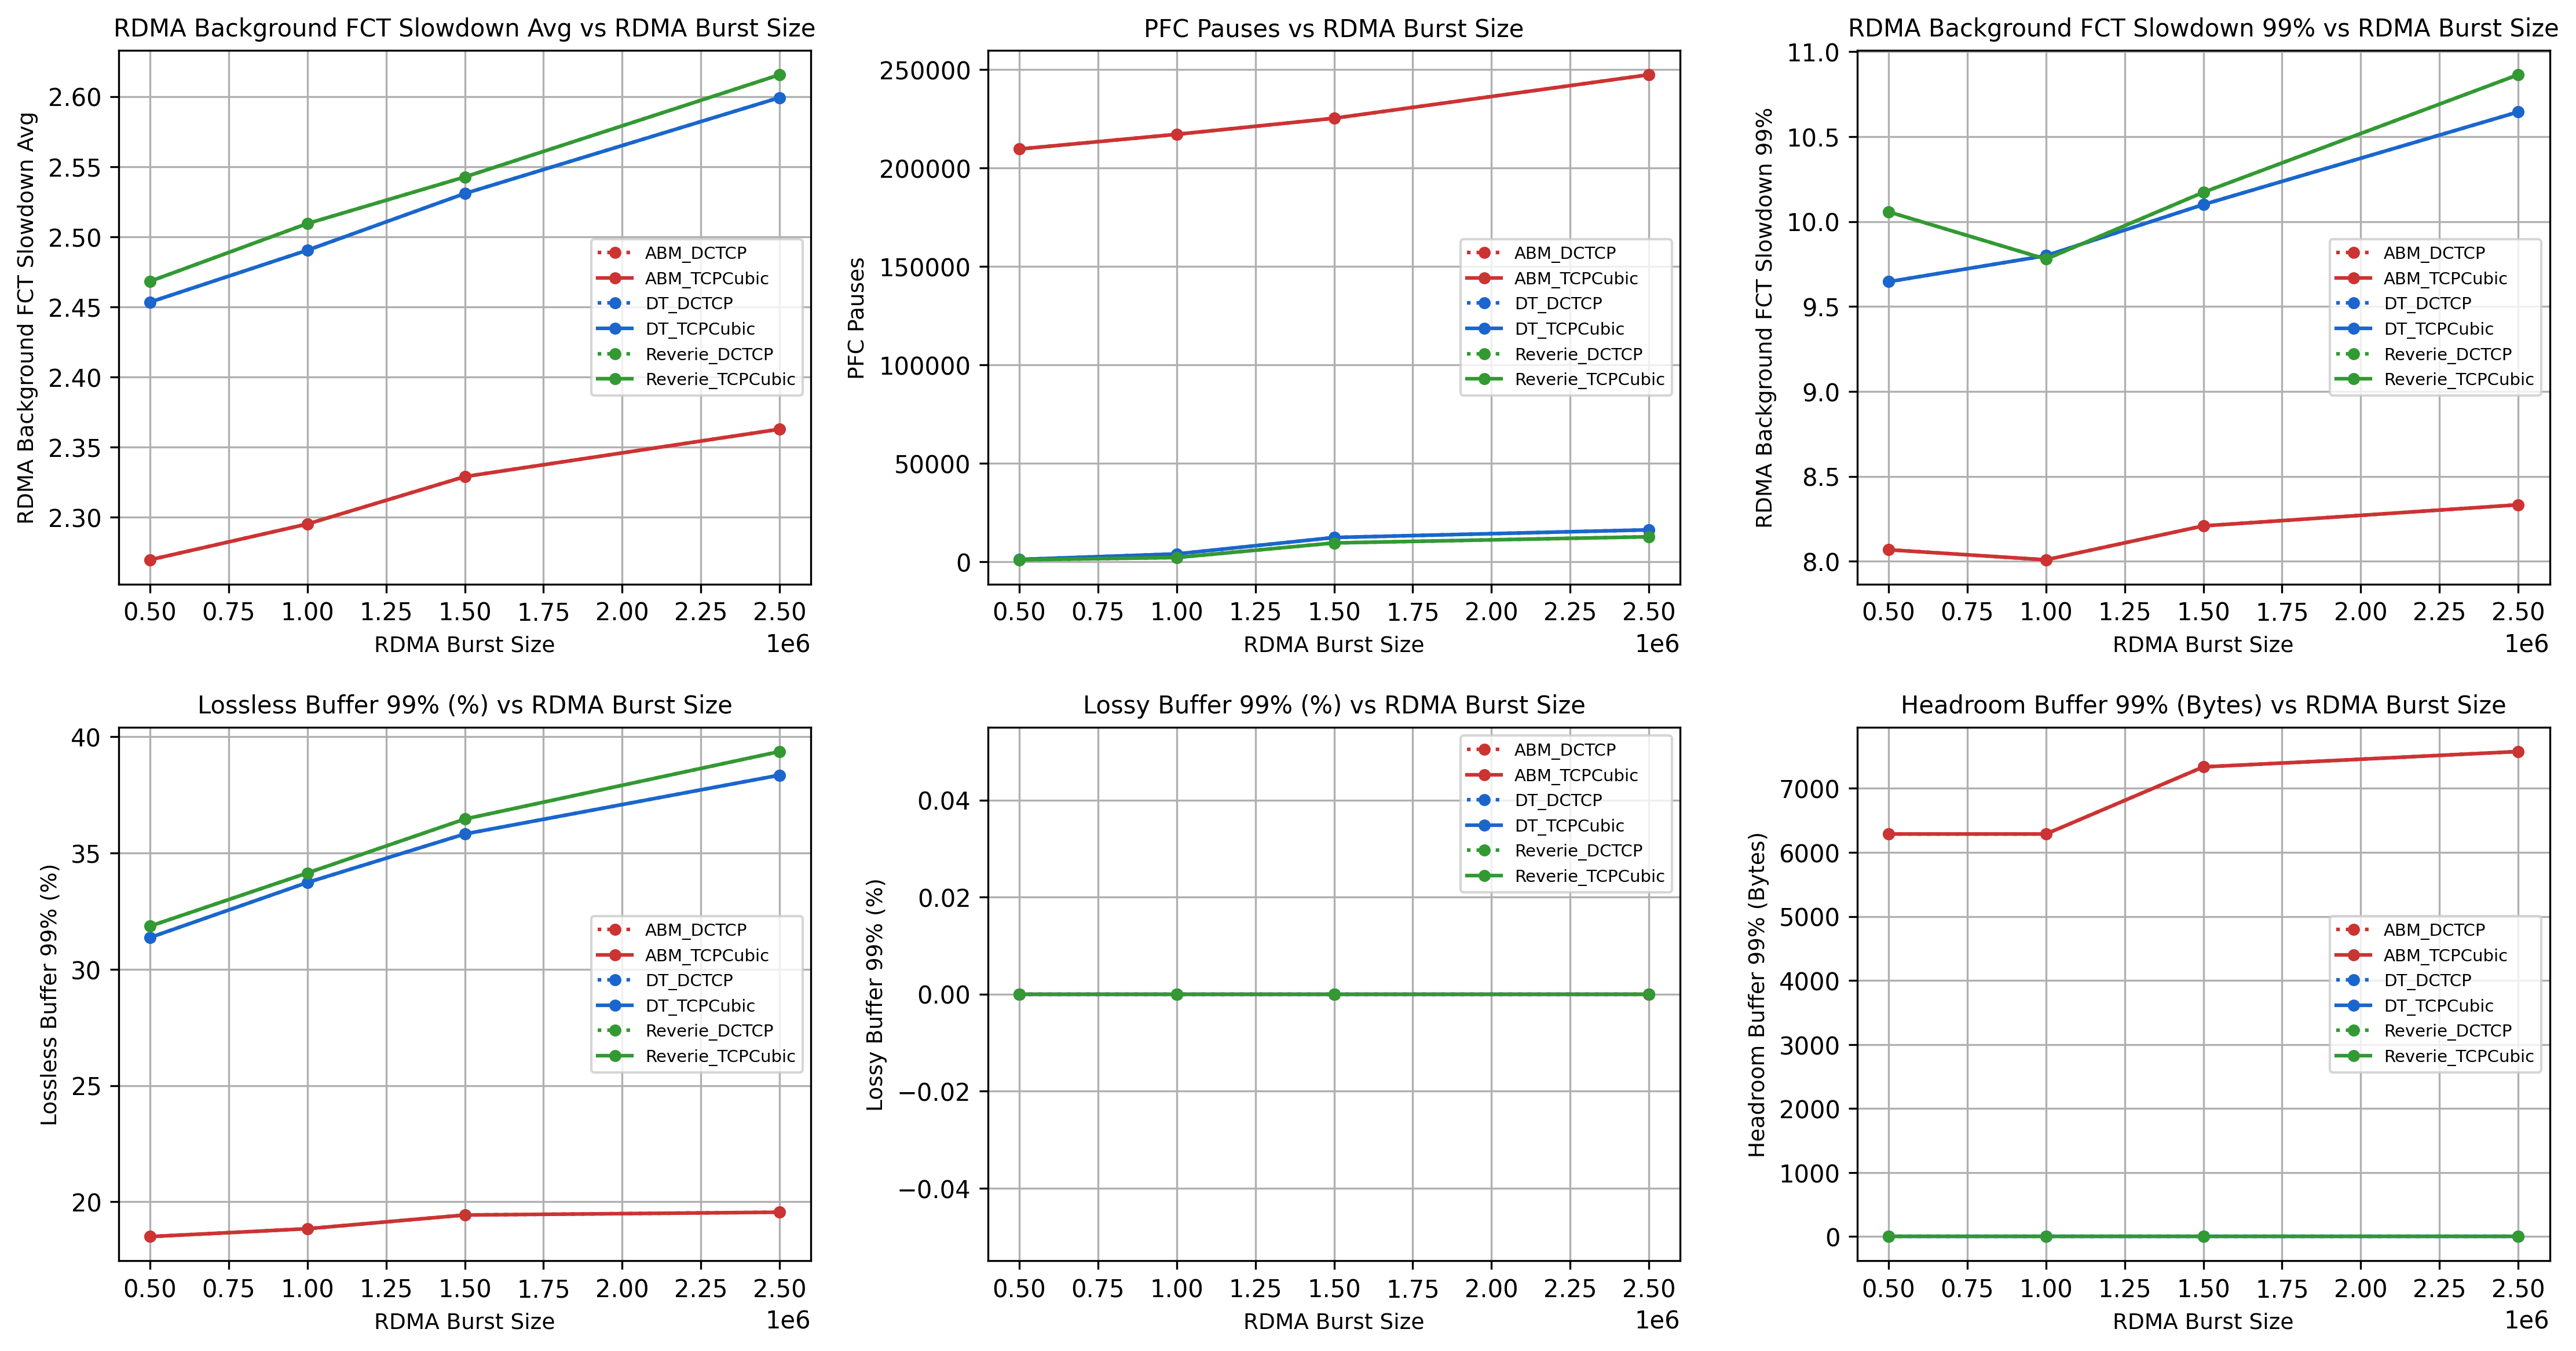 RDMA Background FCT Slowdown Avg vs RDMA Burst Size
RDMA Background FCT Slowdown Avg
2.60
2.55
2.50
2.45
2.40
2.35
2.30
ABM_DCTCP
ABM_TCPCubic
DT_DCTCP
DT_TCPCubic
Reverie_DCTCP
Reverie_TCPCubic
0.50 0.75 1.00 1.25 1.50 1.75 2.00 2.25 2.50
1e6
RDMA Burst Size
PFC Pauses vs RDMA Burst Size
PFC Pauses
250000
200000
150000
100000
50000
0
ABM_DCTCP
ABM_TCPCubic
DT_DCTCP
DT_TCPCubic
Reverie_DCTCP
Reverie_TCPCubic
0.50 0.75 1.00 1.25 1.50 1.75 2.00 2.25 2.50
1e6
RDMA Burst Size
RDMA Background FCT Slowdown 99% vs RDMA Burst Size
RDMA Background FCT Slowdown 99%
11.0
10.5
10.0
9.5
9.0
8.5
8.0
ABM_DCTCP
ABM_TCPCubic
DT_DCTCP
DT_TCPCubic
Reverie_DCTCP
Reverie_TCPCubic
0.50 0.75 1.00 1.25 1.50 1.75 2.00 2.25 2.50
1e6
RDMA Burst Size
Lossless Buffer 99% (%) vs RDMA Burst Size
Lossless Buffer 99% (%)
40
35
30
25
20
ABM_DCTCP
ABM_TCPCubic
DT_DCTCP
DT_TCPCubic
Reverie_DCTCP
Reverie_TCPCubic
0.50 0.75 1.00 1.25 1.50 1.75 2.00 2.25 2.50
1e6
RDMA Burst Size
Lossy Buffer 99% (%) vs RDMA Burst Size
Lossy Buffer 99% (%)
0.04
0.02
0.00
−0.02
−0.04
ABM_DCTCP
ABM_TCPCubic
DT_DCTCP
DT_TCPCubic
Reverie_DCTCP
Reverie_TCPCubic
0.50 0.75 1.00 1.25 1.50 1.75 2.00 2.25 2.50
1e6
RDMA Burst Size
Headroom Buffer 99% (Bytes) vs RDMA Burst Size
Headroom Buffer 99% (Bytes)
7000
6000
5000
4000
3000
2000
1000
0
ABM_DCTCP
ABM_TCPCubic
DT_DCTCP
DT_TCPCubic
Reverie_DCTCP
Reverie_TCPCubic
0.50 0.75 1.00 1.25 1.50 1.75 2.00 2.25 2.50
1e6
RDMA Burst Size